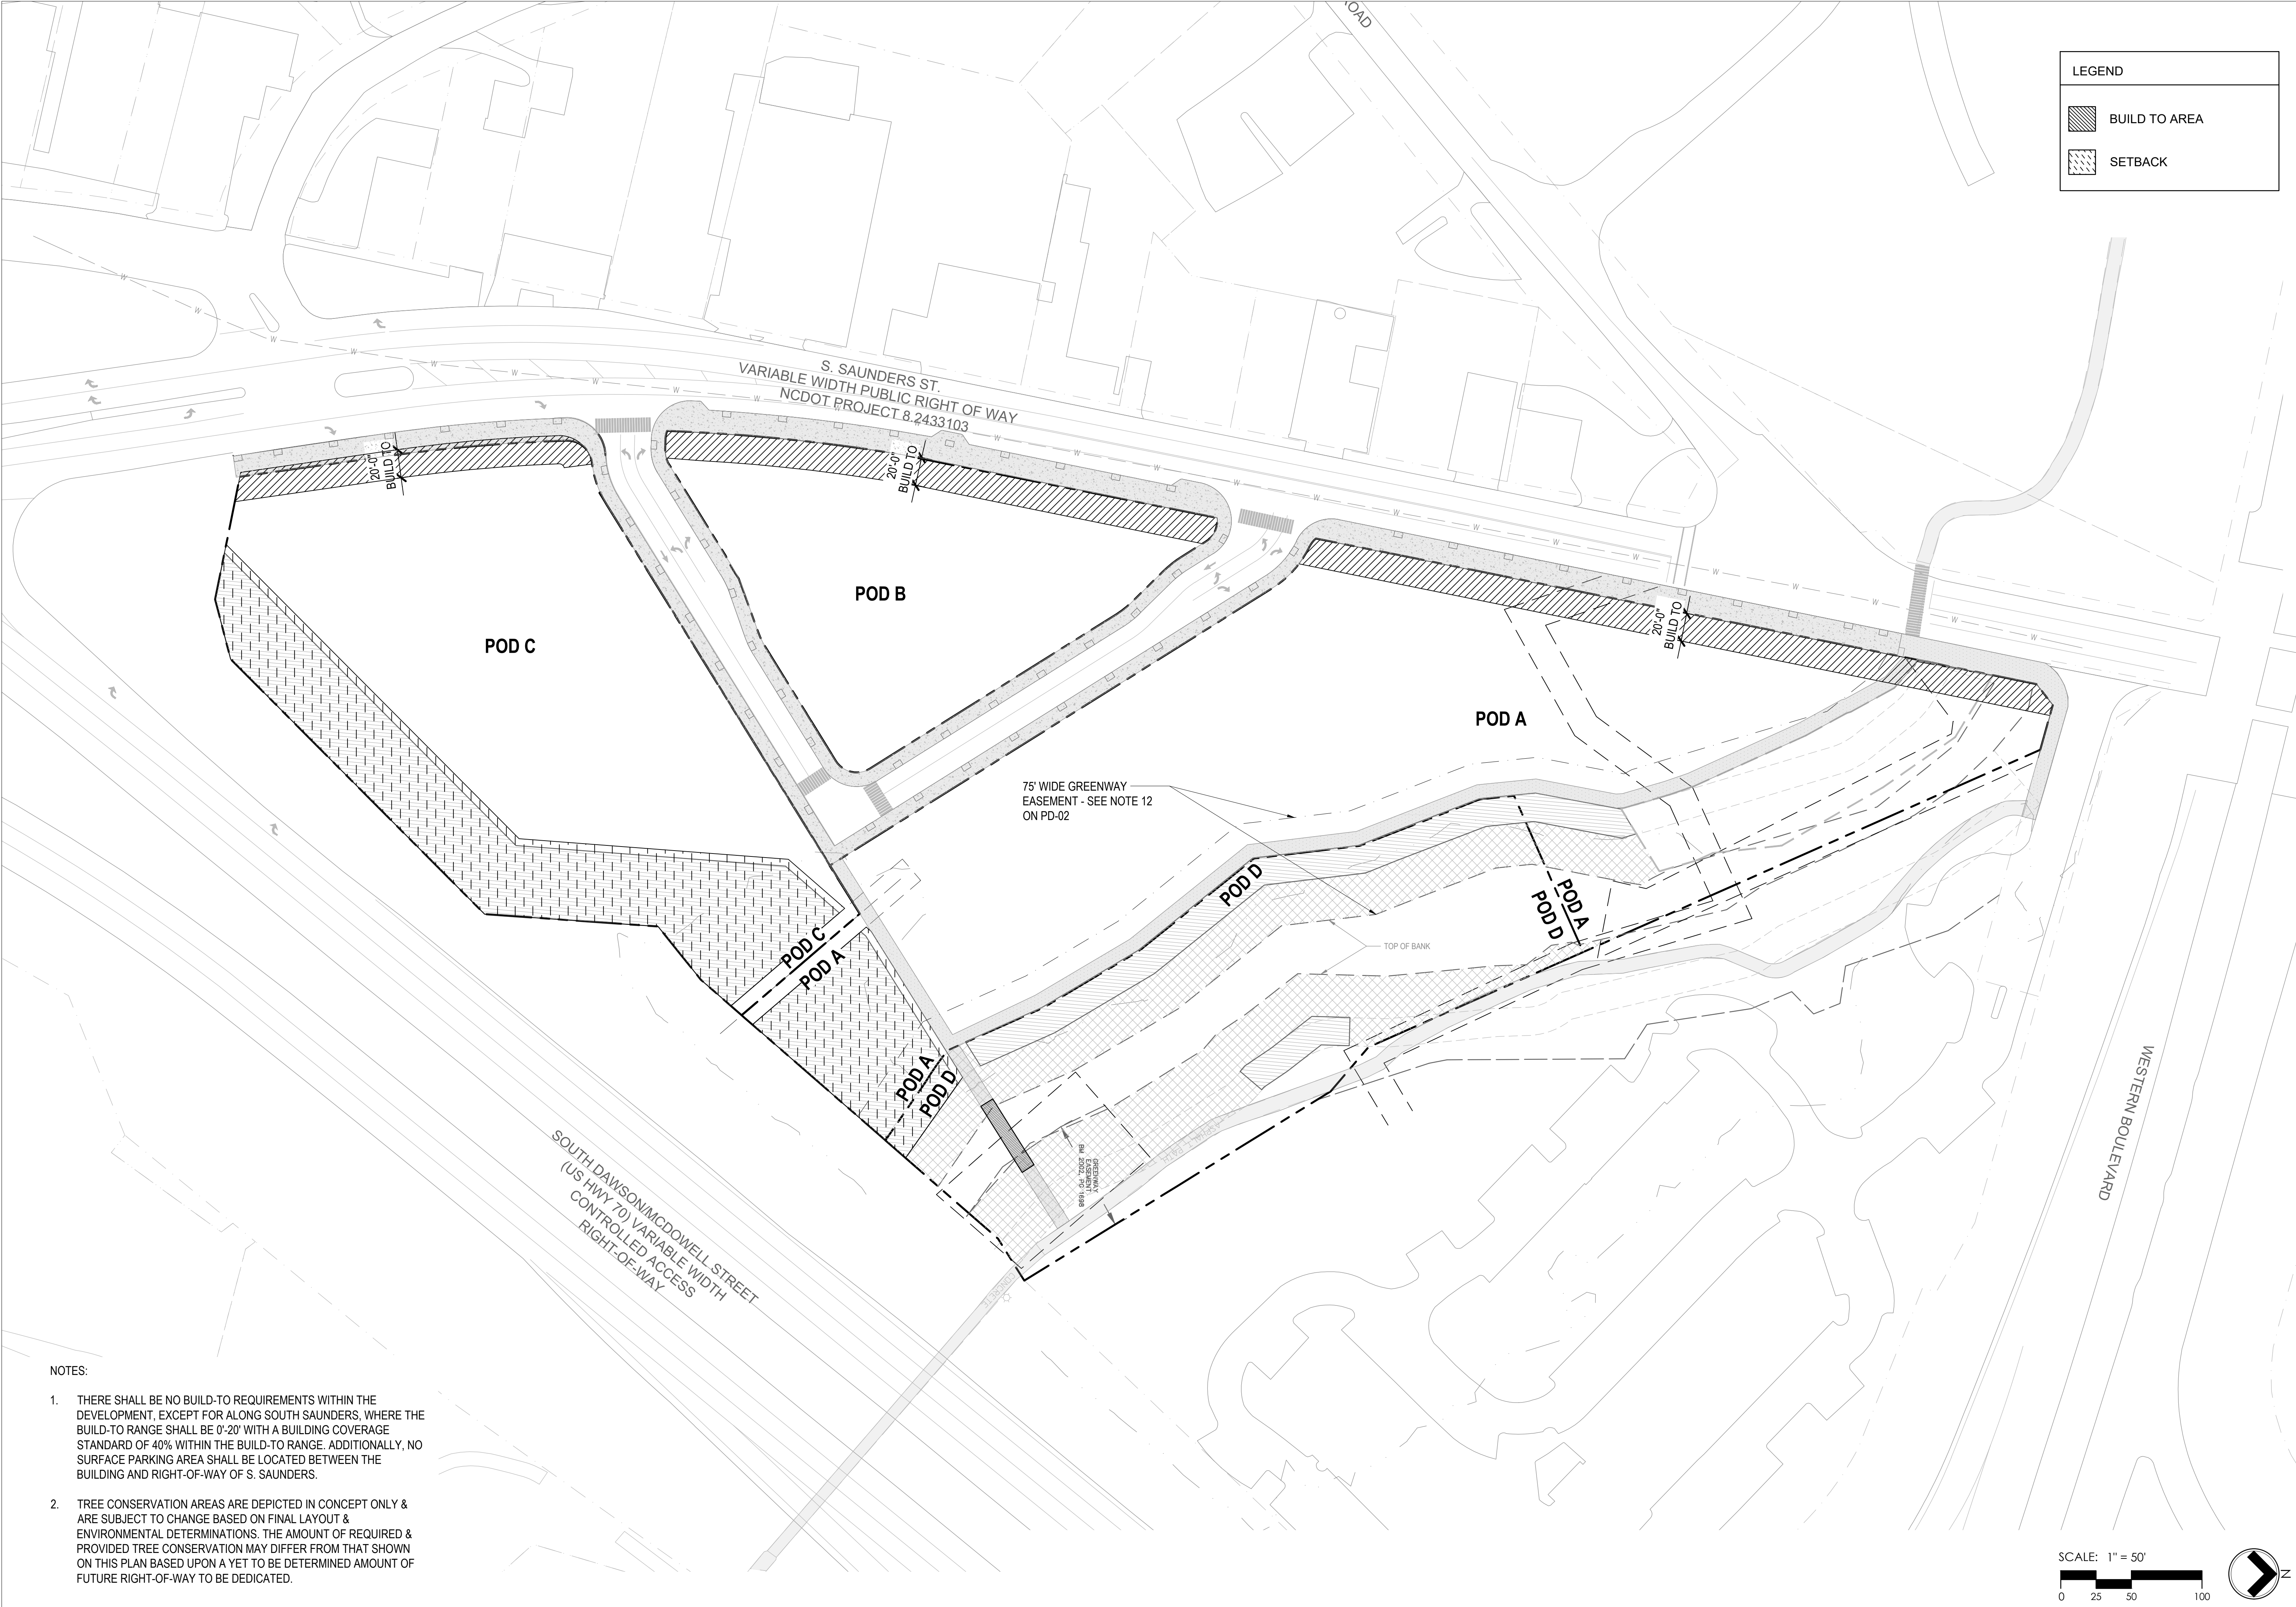 OAD
LEGEND
BUILD TO AREA
SETBACK
S. SAUNDERS ST.
VARIABLE WIDTH PUBLIC RIGHT OF WAY
NCDOT PROJECT 8.2433103
20'-0"
BUILD TO
20'-0"
BUILD TO
20'-0"
BUILD TO
POD B
POD C
POD A
75' WIDE GREENWAY
EASEMENT - SEE NOTE 12
ON PD-02
POD D
POD A
POD D
TOP OF BANK
POD C
POD A
POD A
POD D
GREENWAY
EASEMENT
BM 2002, PG 1698
CONCRETE
WESTERN BOULEVARD
SOUTH DAWSON/MCDOWELL STREET
(US HWY 70) VARIABLE WIDTH
CONTROLLED ACCESS
RIGHT-OF-WAY
W W W W W W W W W W W W W W W W W W W W W W W W
NOTES:
1. THERE SHALL BE NO BUILD-TO REQUIREMENTS WITHIN THE
DEVELOPMENT, EXCEPT FOR ALONG SOUTH SAUNDERS, WHERE THE
BUILD-TO RANGE SHALL BE 0'-20' WITH A BUILDING COVERAGE
STANDARD OF 40% WITHIN THE BUILD-TO RANGE. ADDITIONALLY, NO
SURFACE PARKING AREA SHALL BE LOCATED BETWEEN THE
BUILDING AND RIGHT-OF-WAY OF S. SAUNDERS.
2. TREE CONSERVATION AREAS ARE DEPICTED IN CONCEPT ONLY &
ARE SUBJECT TO CHANGE BASED ON FINAL LAYOUT &
ENVIRONMENTAL DETERMINATIONS. THE AMOUNT OF REQUIRED &
PROVIDED TREE CONSERVATION MAY DIFFER FROM THAT SHOWN
ON THIS PLAN BASED UPON A YET TO BE DETERMINED AMOUNT OF
FUTURE RIGHT-OF-WAY TO BE DEDICATED.
SCALE: 1" = 50'
0 25 50 100
N